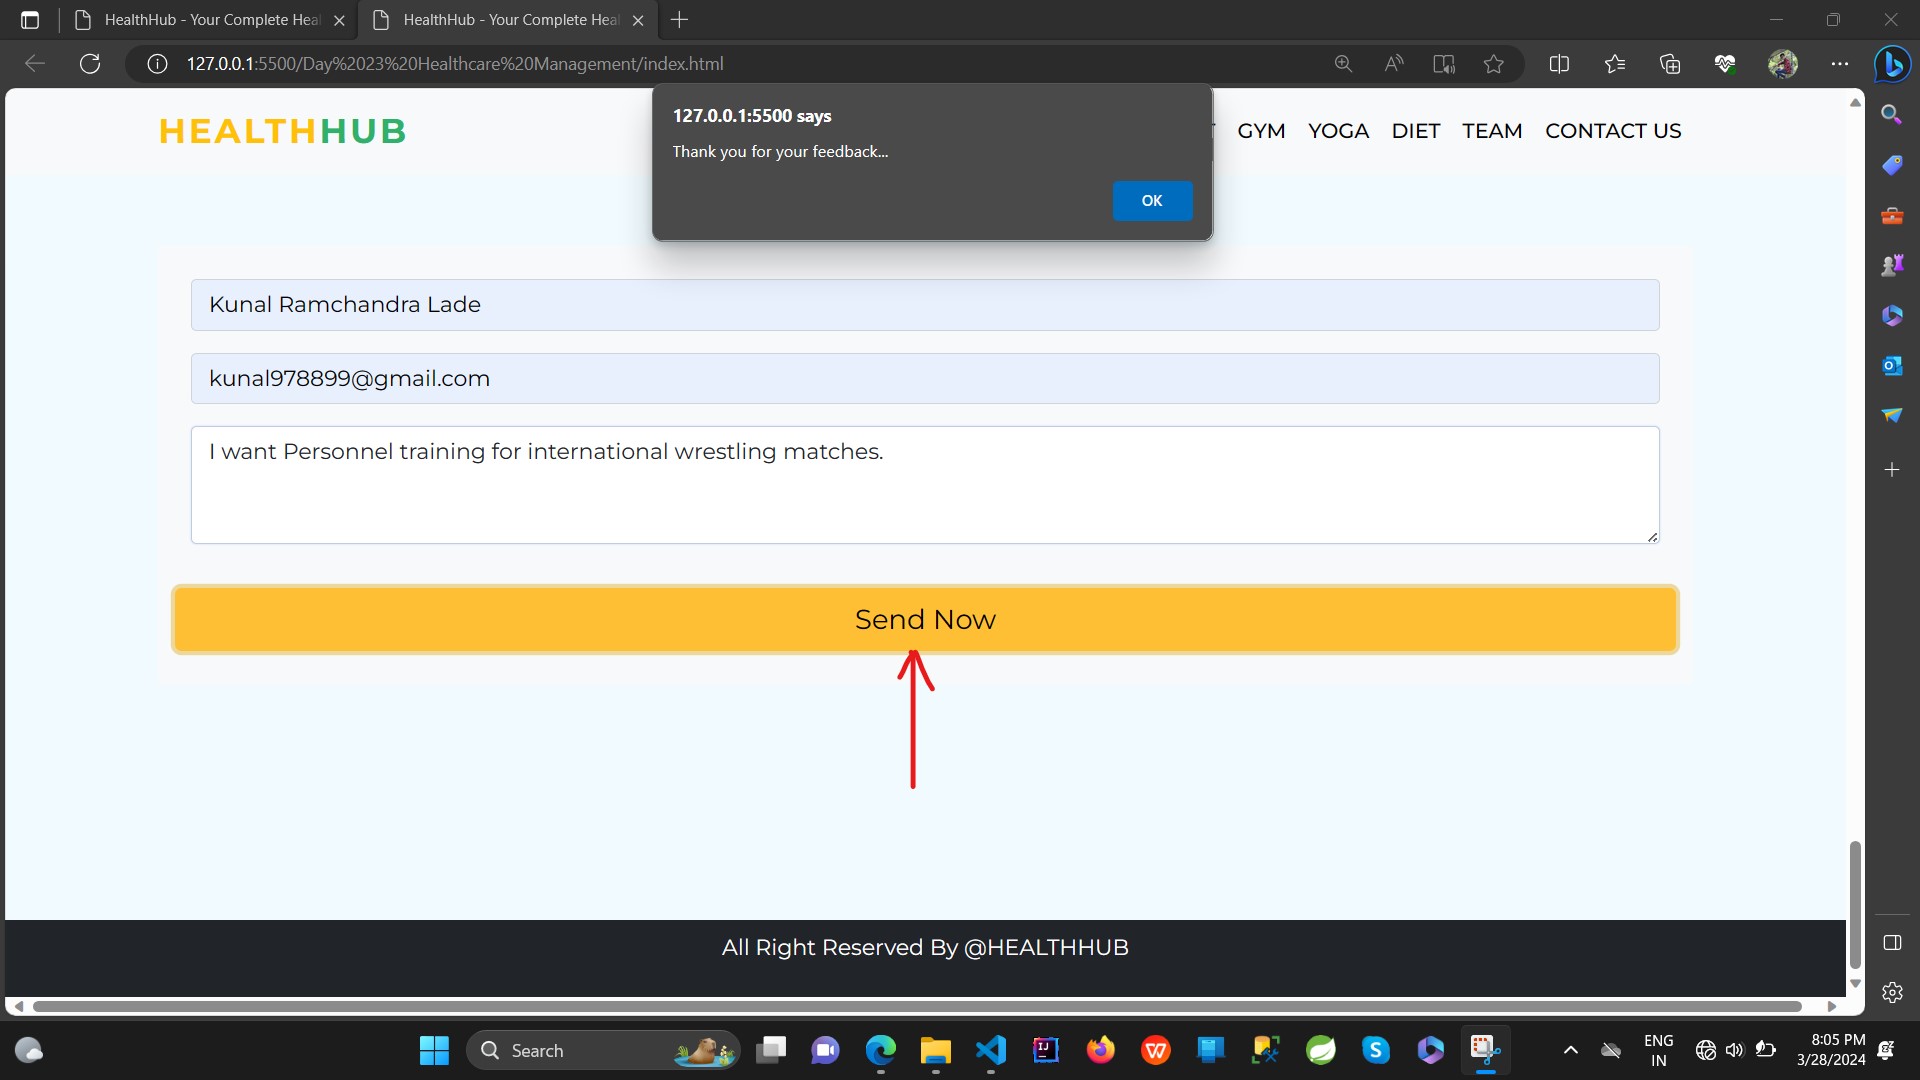 HealthHub - Your Complete Heal
HealthHub - Your Complete Heal
127.0.0.1:5500/Day%2023%20Healthcare%20Management/index.html
HEALTHHUB
GYM YOGA DIET TEAM CONTACT US
127.0.0.1:5500 says
Thank you for your feedback...
OK
Kunal Ramchandra Lade
kunal978899@gmail.com
I want Personnel training for international wrestling matches.
Send Now
All Right Reserved By @HEALTHHUB
Search
ENG
IN
8:05 PM
3/28/2024